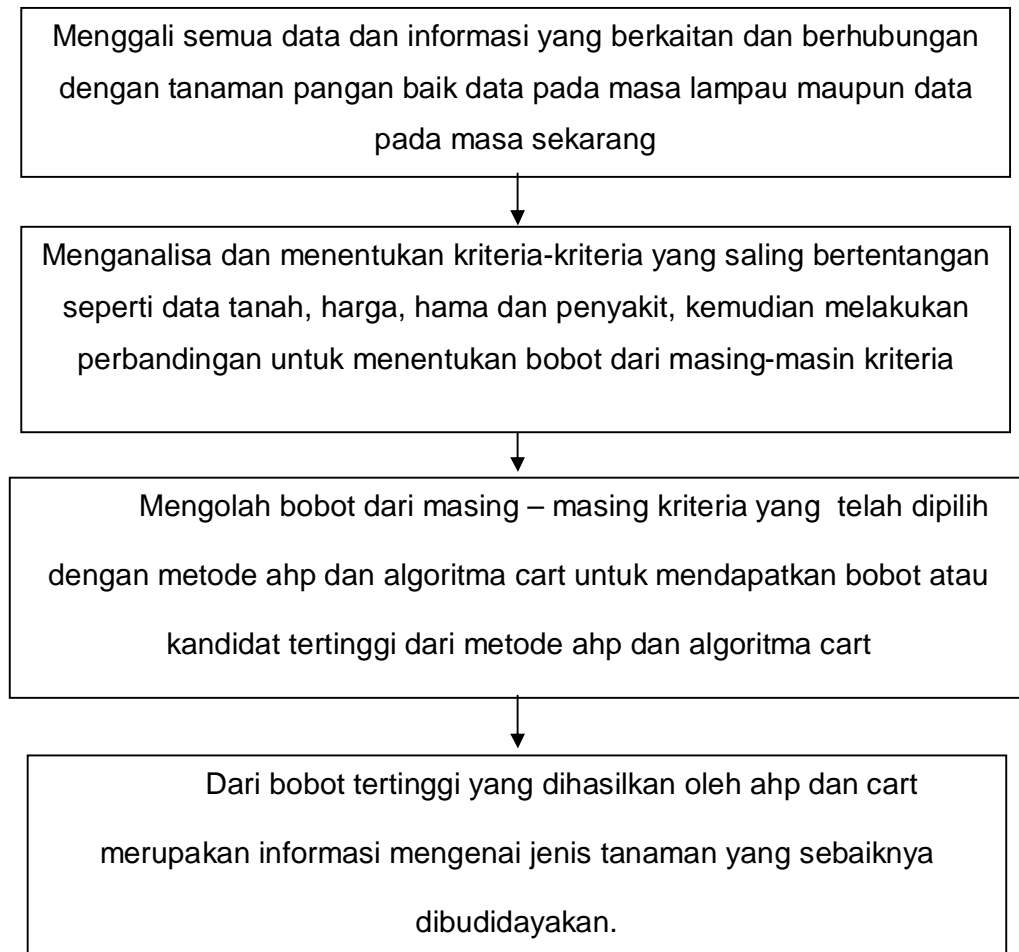 Menggali semua data dan informasi yang berkaitan dan berhubungan
dengan tanaman pangan baik data pada masa lampau maupun data
pada masa sekarang
Menganalisa dan menentukan kriteria-kriteria yang saling bertentangan
seperti data tanah, harga, hama dan penyakit, kemudian melakukan
perbandingan untuk menentukan bobot dari masing-masin kriteria
Mengolah bobot dari masing – masing kriteria yang telah dipilih
dengan metode ahp dan algoritma cart untuk mendapatkan bobot atau
kandidat tertinggi dari metode ahp dan algoritma cart
Dari bobot tertinggi yang dihasilkan oleh ahp dan cart
merupakan informasi mengenai jenis tanaman yang sebaiknya
dibudidayakan.